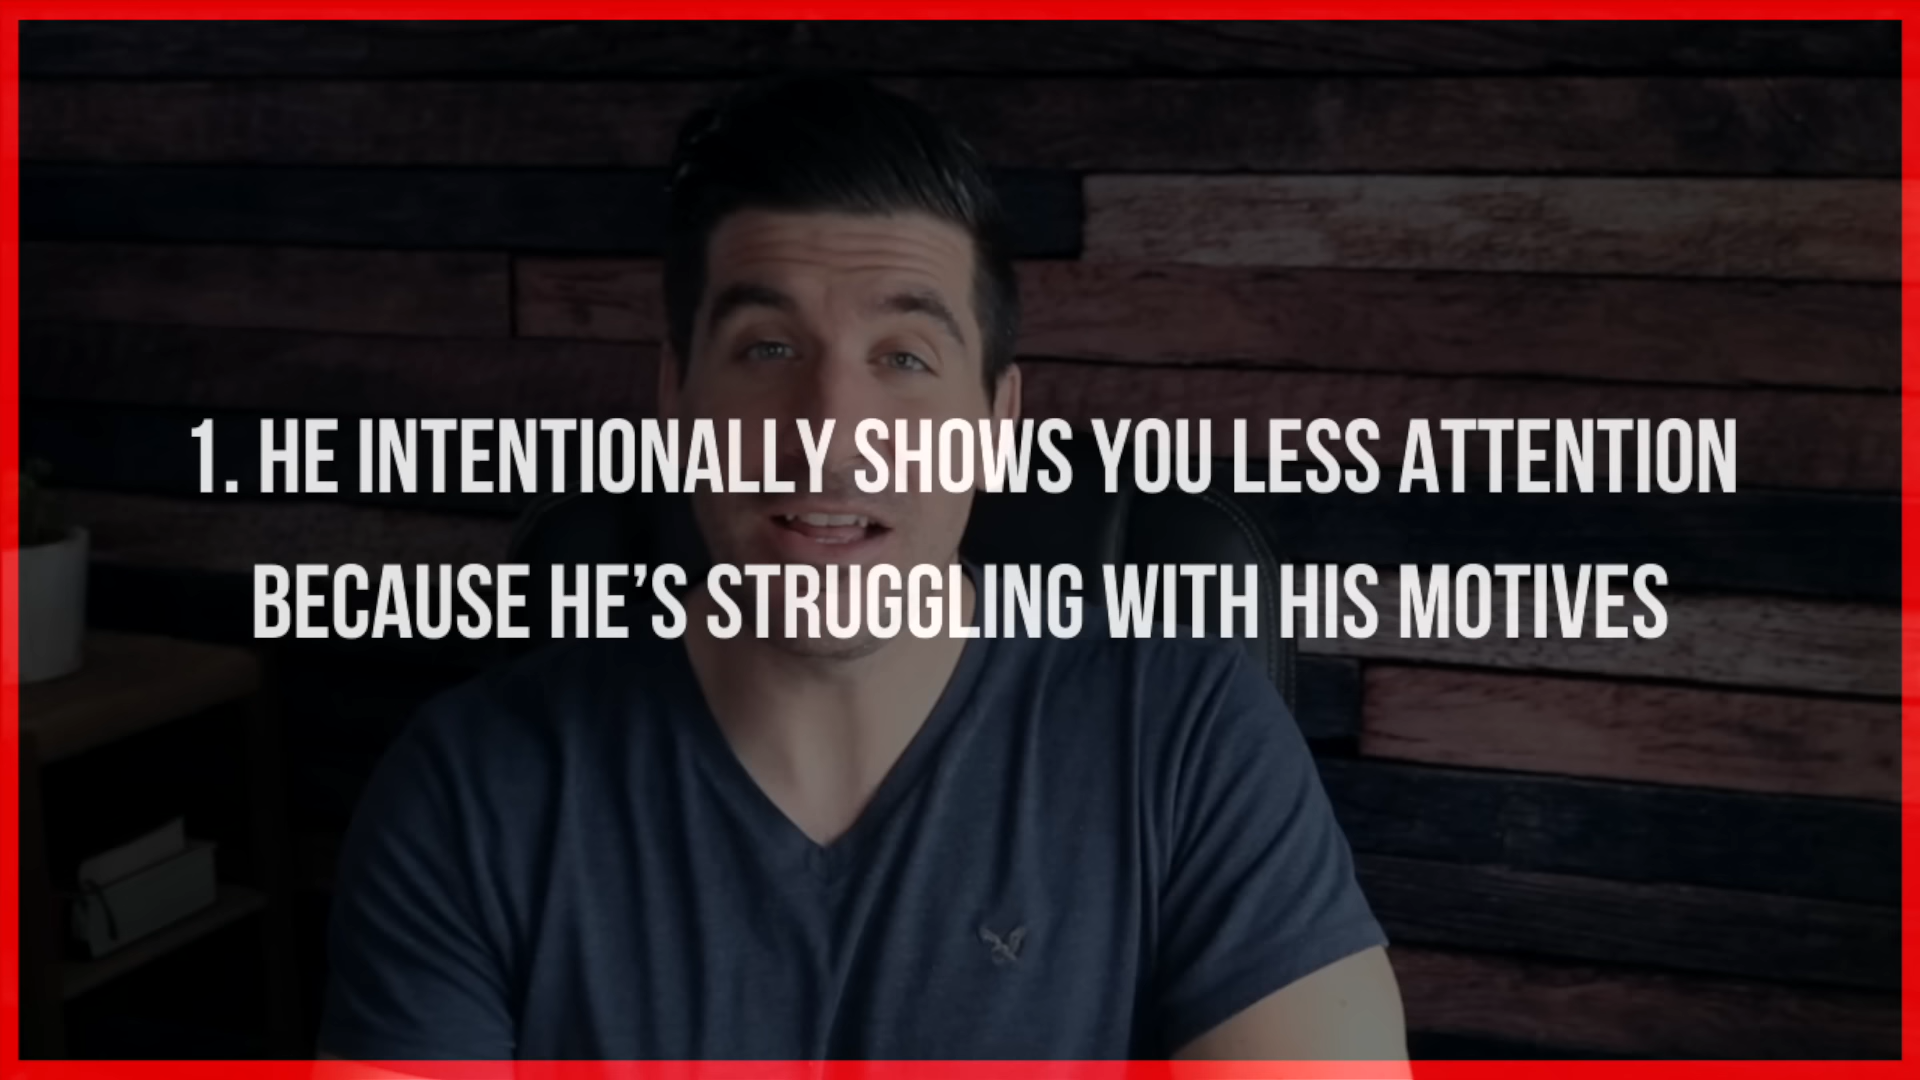 1. HE INTENTIONALLY SHOWS YOU LESS ATTENTION
BECAUSE HE’S STRUGGLING WITH HIS MOTIVES